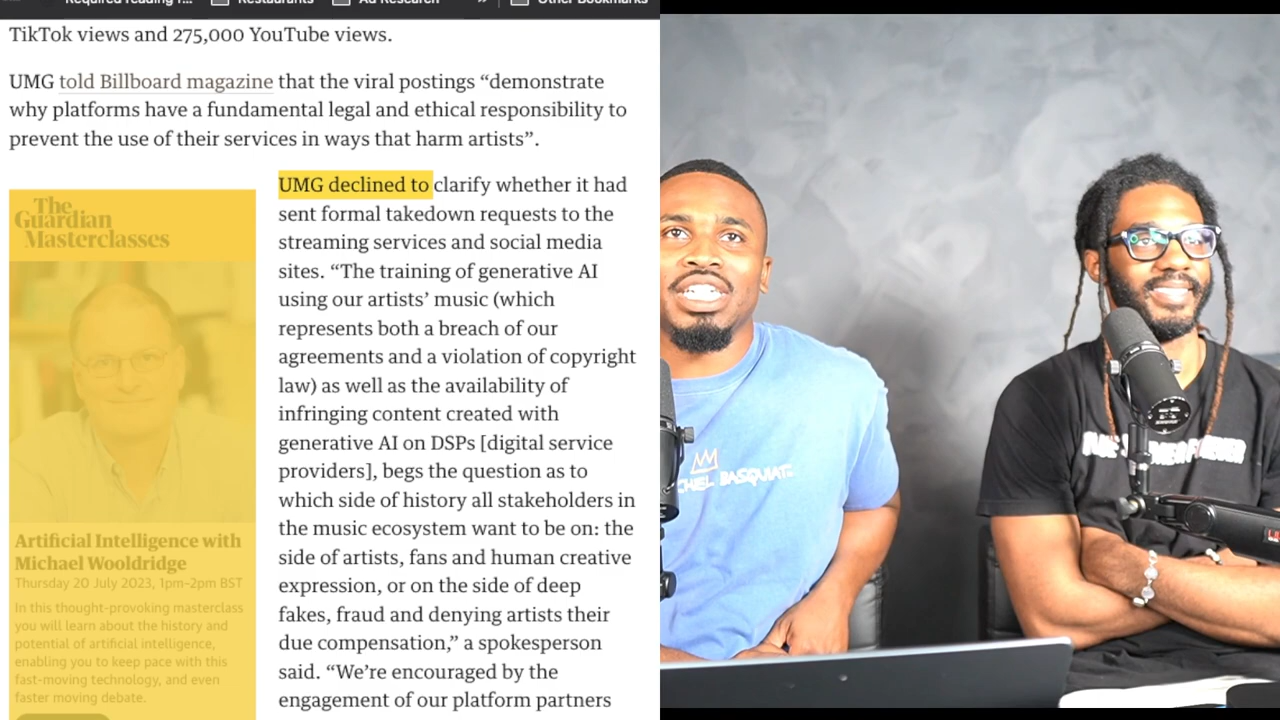 Required reading f...
Restaurants
Ad Research
»
Other Bookmarks
TikTok views and 275,000 YouTube views.
UMG told Billboard magazine that the viral postings “demonstrate
why platforms have a fundamental legal and ethical responsibility to
prevent the use of their services in ways that harm artists”.
UMG declined to clarify whether it had
sent formal takedown requests to the
streaming services and social media
sites. “The training of generative AI
using our artists’ music (which
represents both a breach of our
agreements and a violation of copyright
law) as well as the availability of
infringing content created with
generative AI on DSPs [digital service
providers], begs the question as to
which side of history all stakeholders in
the music ecosystem want to be on: the
side of artists, fans and human creative
expression, or on the side of deep
fakes, fraud and denying artists their
due compensation,” a spokesperson
said. “We’re encouraged by the
engagement of our platform partners
The
Guardian
Masterclasses
Artificial Intelligence with
Michael Wooldridge
Thursday 20 July 2023, 1pm-2pm BST
In this thought-provoking masterclass
you will learn about the history and
potential of artificial intelligence,
enabling you to keep pace with this
fast-moving technology, and even
faster moving debate.
BASQUIAT.